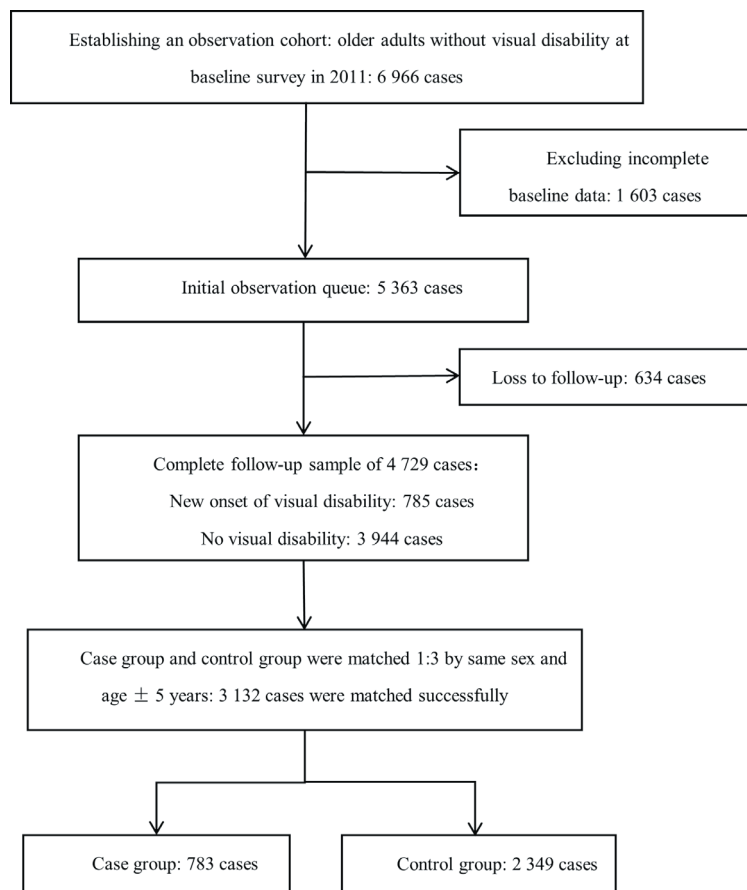 Establishing an observation cohort: older adults without visual disability at
baseline survey in 2011: 6 966 cases
Excluding incomplete
baseline data: 1 603 cases
Initial observation queue: 5 363 cases
Loss to follow-up: 634 cases
Complete follow-up sample of 4 729 cases：
New onset of visual disability: 785 cases
No visual disability: 3 944 cases
Case group and control group were matched 1:3 by same sex and
age ± 5 years: 3 132 cases were matched successfully
Case group: 783 cases
Control group: 2 349 cases